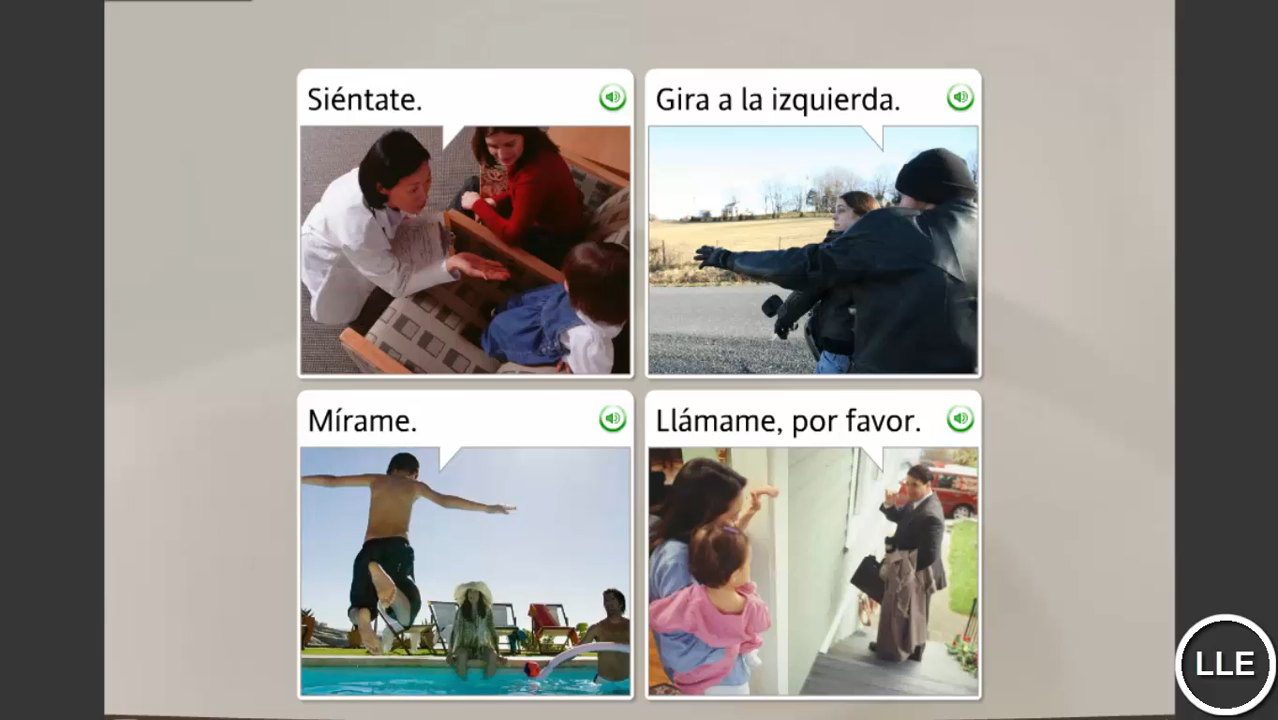 Siéntate.
Gira a la izquierda.
Mírame.
Llámame, por favor.
LLE